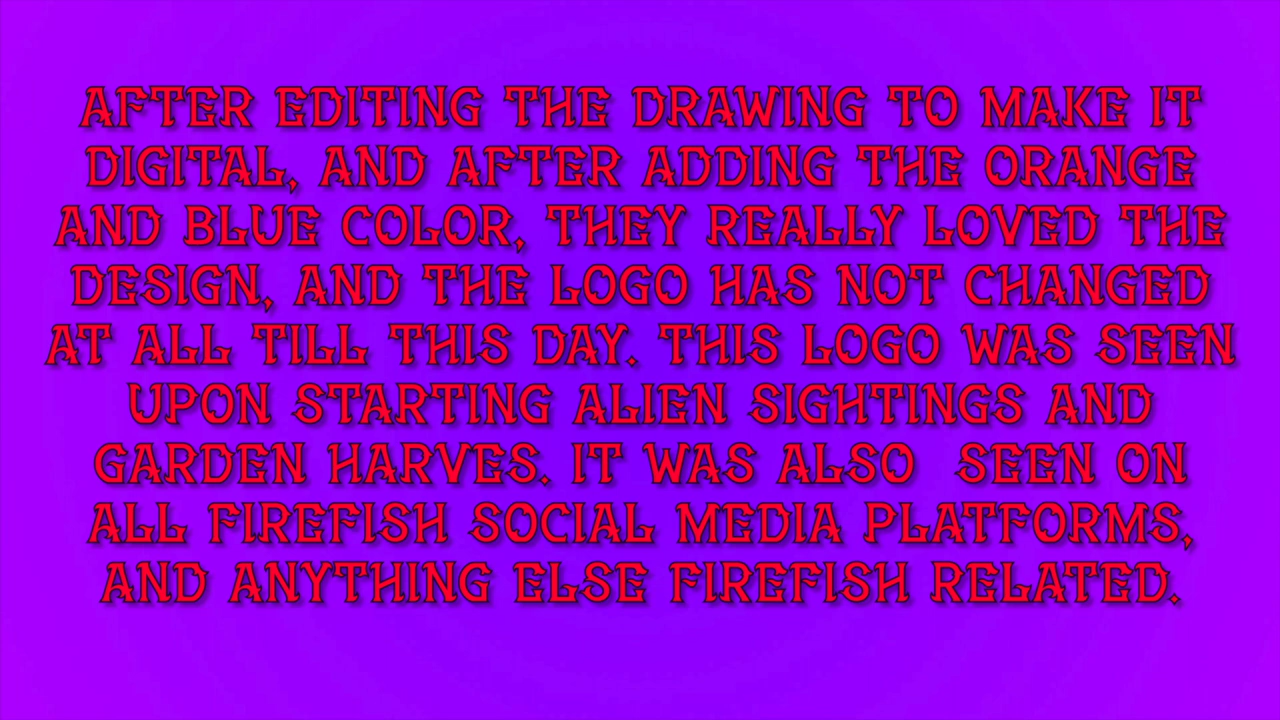 AFTER EDITING THE DRAWING TO MAKE IT
DIGITAL, AND AFTER ADDING THE ORANGE
AND BLUE COLOR, THEY REALLY LOVED THE
DESIGN, AND THE LOGO HAS NOT CHANGED
AT ALL TILL THIS DAY. THIS LOGO WAS SEEN
UPON STARTING ALIEN SIGHTINGS AND
GARDEN HARVES. IT WAS ALSO  SEEN ON
ALL FIREFISH SOCIAL MEDIA PLATFORMS,
AND ANYTHING ELSE FIREFISH RELATED.